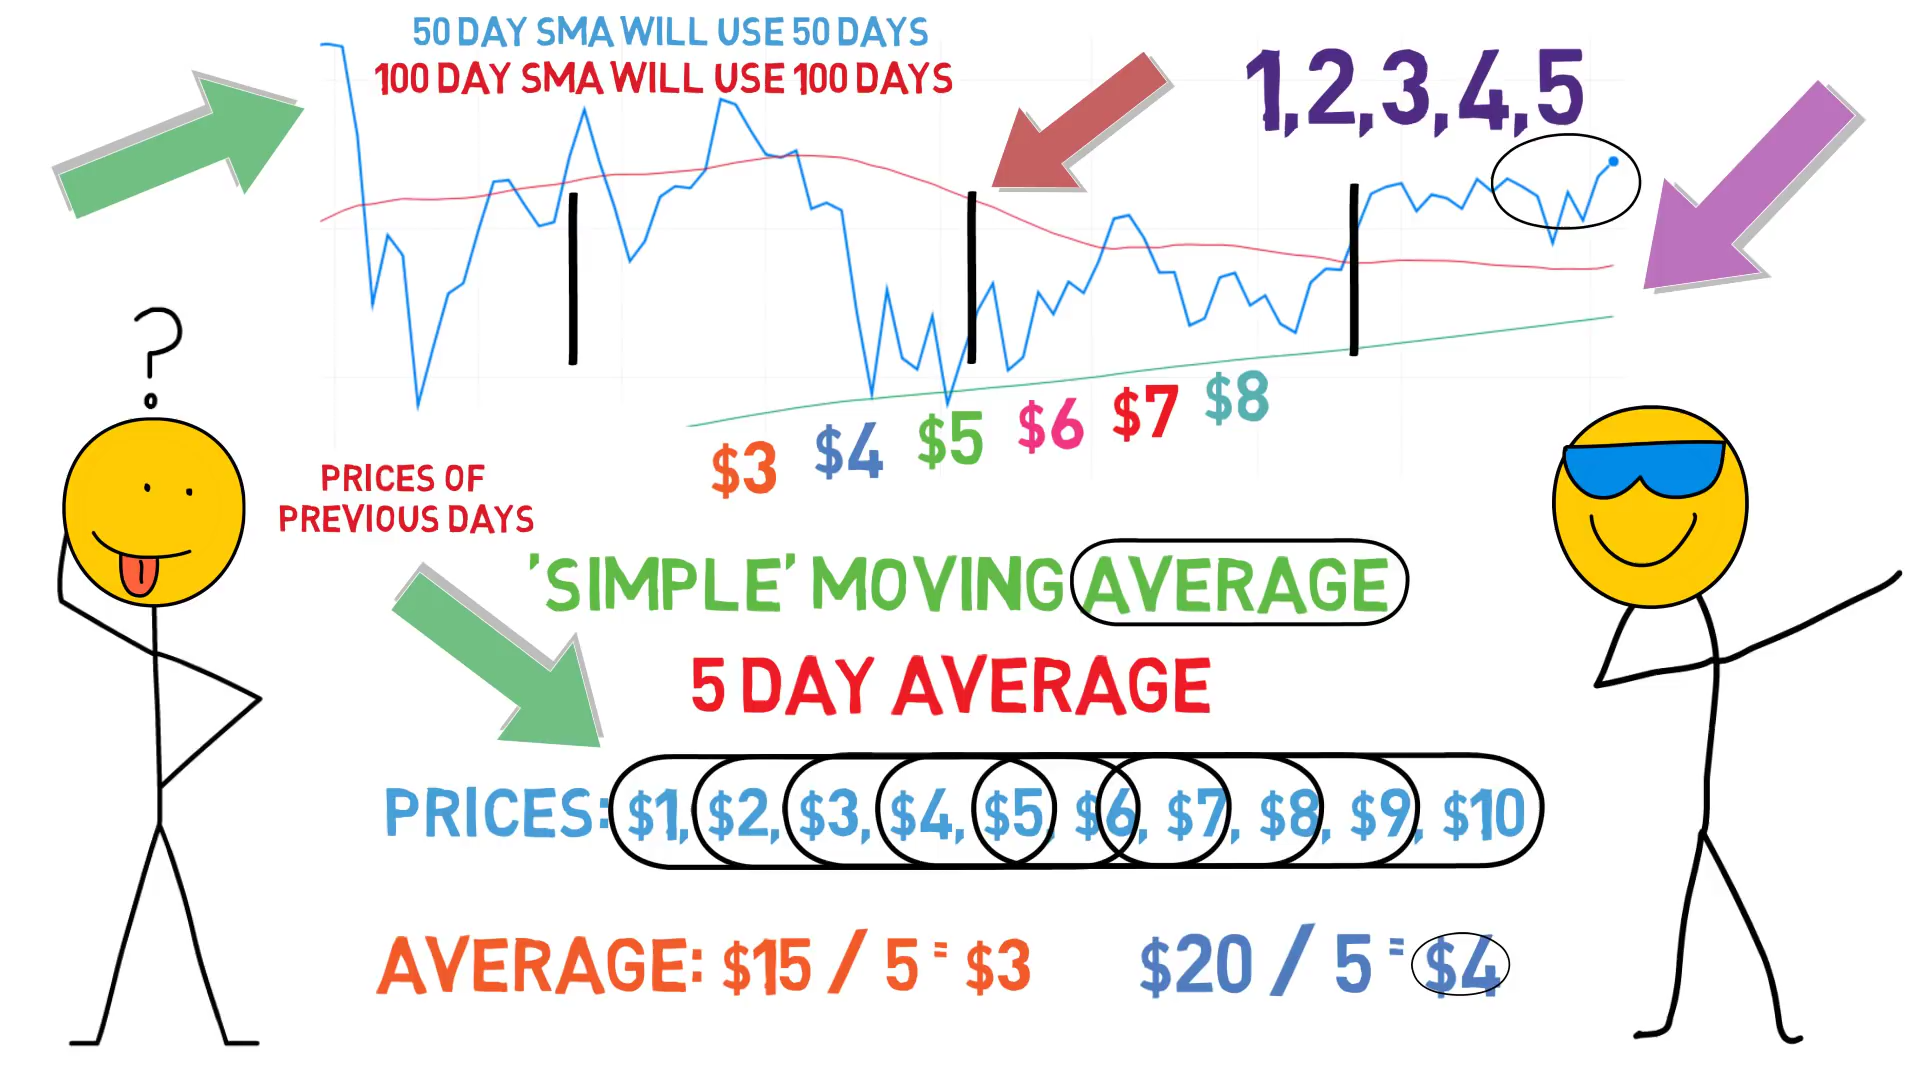 50 DAY SMA WILL USE 50 DAYS
100 DAY SMA WILL USE 100 DAYS
1,2,3,4,5
?
$3 $4 $5 $6 $7 $8
PRICES OF
PREVIOUS DAYS
'SIMPLE' MOVING AVERAGE
5 DAY AVERAGE
PRICES: $1, $2, $3, $4, $5, $6, $7, $8, $9, $10
AVERAGE: $15 / 5 = $3 $20 / 5 = $4